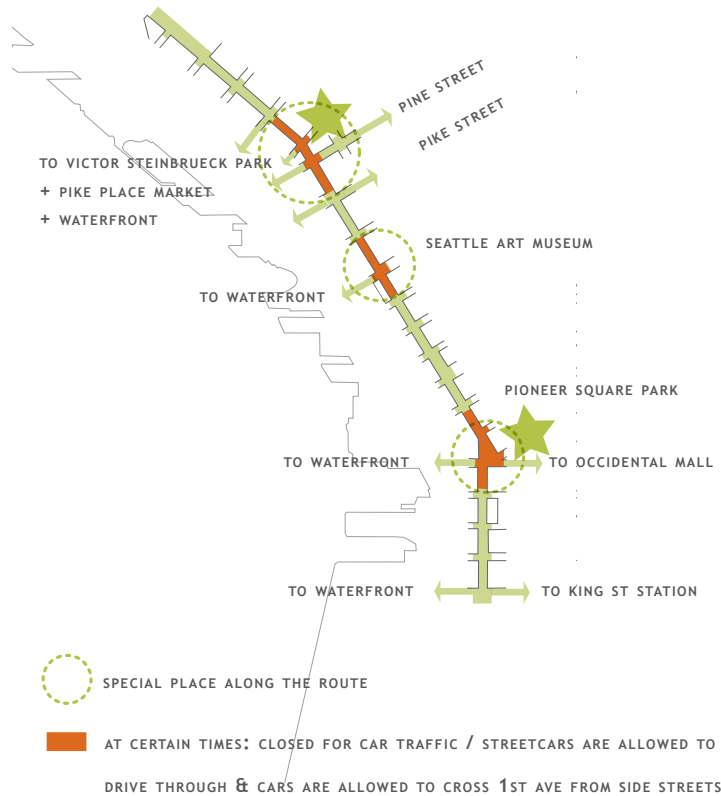 PINE STREET
PIKE STREET
TO VICTOR STEINBRUECK PARK
+ PIKE PLACE MARKET
+ WATERFRONT
SEATTLE ART MUSEUM
TO WATERFRONT
PIONEER SQUARE PARK
TO WATERFRONT
TO OCCIDENTAL MALL
TO WATERFRONT
TO KING ST STATION
SPECIAL PLACE ALONG THE ROUTE
AT CERTAIN TIMES: CLOSED FOR CAR TRAFFIC / STREETCARS ARE ALLOWED TO
DRIVE THROUGH & CARS ARE ALLOWED TO CROSS 1ST AVE FROM SIDE STREETS